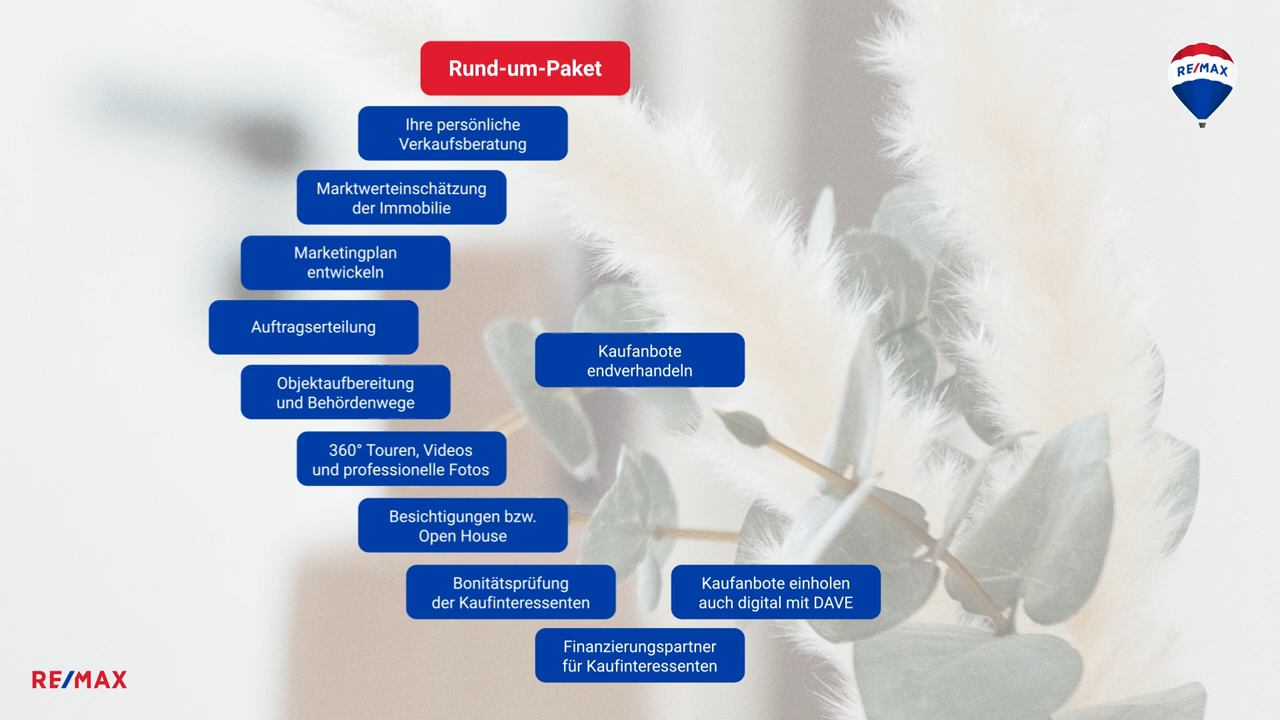 Rund-um-Paket
RE/MAX
Ihre persönliche
Verkaufsberatung
Marktwerteinschätzung
der Immobilie
Marketingplan
entwickeln
Auftragserteilung
Kaufanbote
endverhandeln
Objektaufbereitung
und Behördenwege
360° Touren, Videos
und professionelle Fotos
Besichtigungen bzw.
Open House
Bonitätsprüfung
der Kaufinteressenten
Kaufanbote einholen
auch digital mit DAVE
Finanzierungspartner
für Kaufinteressenten
RE/MAX